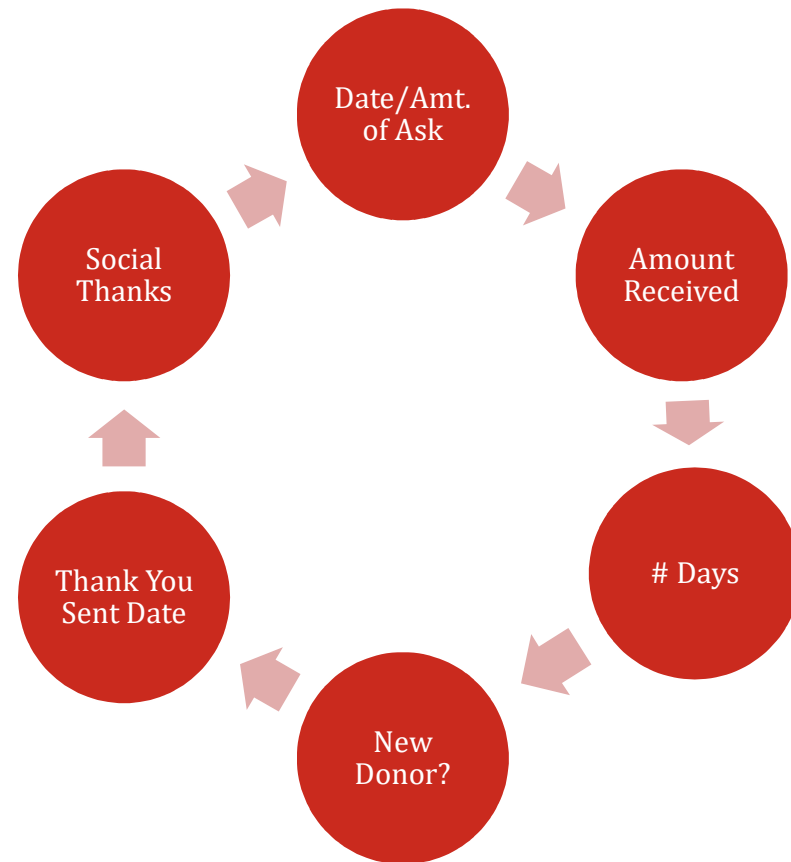 Date/Amt.
of Ask
Amount
Received
# Days
New
Donor?
Thank You
Sent Date
Social
Thanks